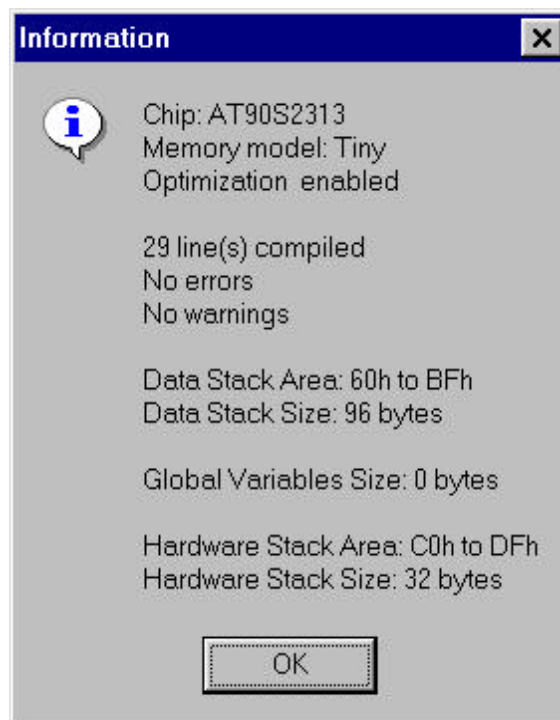 Information
Chip: AT90S2313
Memory model: Tiny
Optimization enabled
29 line(s) compiled
No errors
No warnings
Data Stack Area: 60h to BFh
Data Stack Size: 96 bytes
Global Variables Size: 0 bytes
Hardware Stack Area: C0h to DFh
Hardware Stack Size: 32 bytes
OK